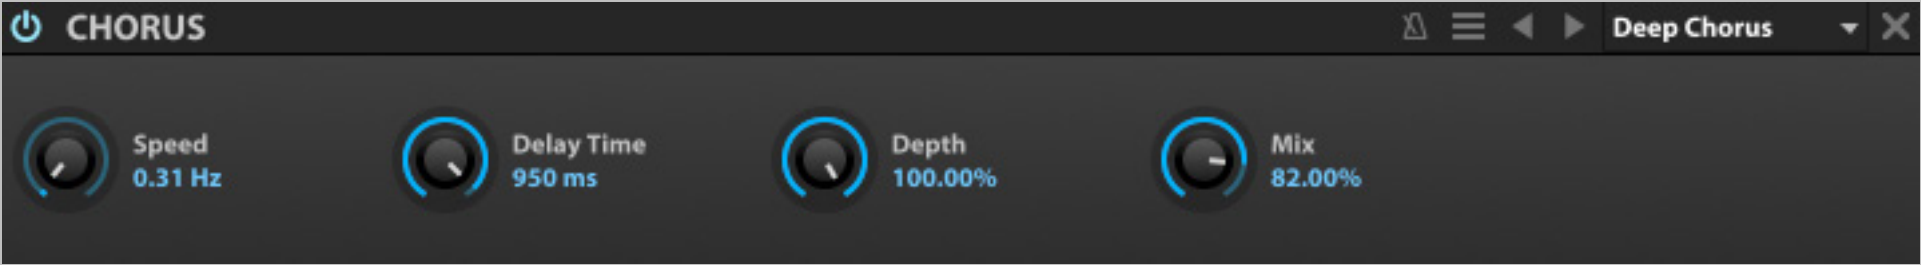 CHORUS
Deep Chorus
Speed
0.31 Hz
Delay Time
950 ms
Depth
100.00%
Mix
82.00%